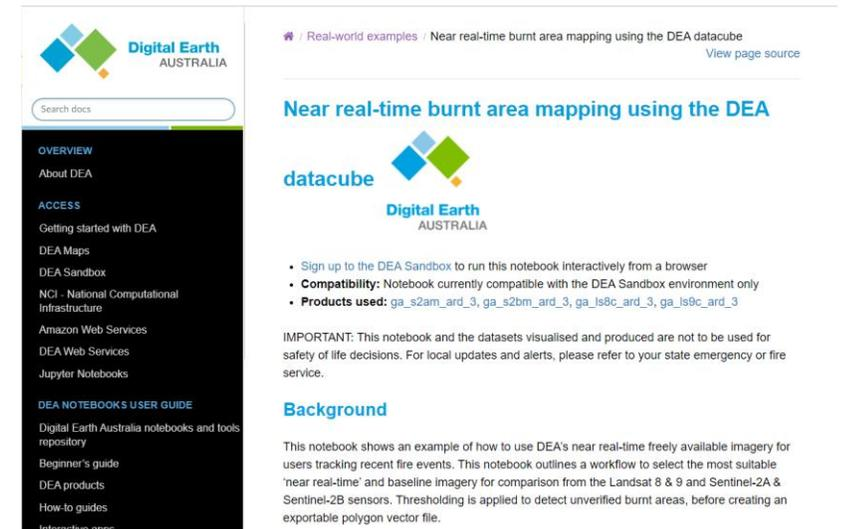 Digital Earth
AUSTRALIA
Search docs
OVERVIEW
About DEA
ACCESS
Getting started with DEA
DEA Maps
DEA Sandbox
NCI - National Computational
Infrastructure
Amazon Web Services
DEA Web Services
Jupyter Notebooks
DEA NOTEBOOKS USER GUIDE
Digital Earth Australia notebooks and tools
repository
Beginner's guide
DEA products
How-to guides
Interactive apps
/ Real-world examples / Near real-time burnt area mapping using the DEA datacube
View page source
Near real-time burnt area mapping using the DEA
datacube
Digital Earth
AUSTRALIA
• Sign up to the DEA Sandbox to run this notebook interactively from a browser
• Compatibility: Notebook currently compatible with the DEA Sandbox environment only
• Products used: ga_s2am_ard_3, ga_s2bm_ard_3, ga_ls8c_ard_3, ga_ls9c_ard_3
IMPORTANT: This notebook and the datasets visualised and produced are not to be used for
safety of life decisions. For local updates and alerts, please refer to your state emergency or fire
service.
Background
This notebook shows an example of how to use DEA's near real-time freely available imagery for
users tracking recent fire events. This notebook outlines a workflow to select the most suitable
'near real-time' and baseline imagery for comparison from the Landsat 8 & 9 and Sentinel-2A &
Sentinel-2B sensors. Thresholding is applied to detect unverified burnt areas, before creating an
exportable polygon vector file.